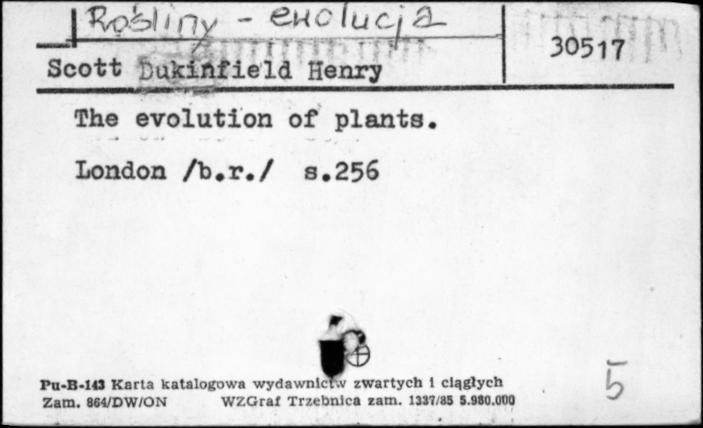 Rośliny - ewolucja
30517
Scott Dukinfield Henry
The evolution of plants.
London /b.r./ s.256
5
Pu-B-143 Karta katalogowa wydawnictw zwartych i ciągłych
Zam. 864/DW/ON WZGraf Trzebnica zam. 1337/85 5.980.000